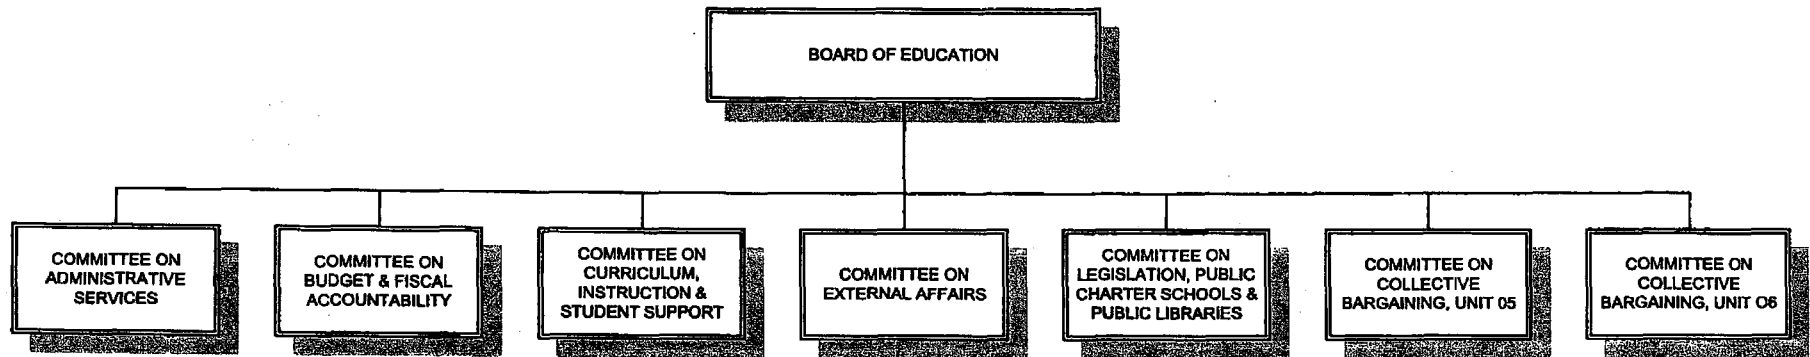 BOARD OF EDUCATION
COMMITTEE ON
ADMINISTRATIVE
SERVICES
COMMITTEE ON
BUDGET & FISCAL
ACCOUNTABILITY
COMMITTEE ON
CURRICULUM,
INSTRUCTION &
STUDENT SUPPORT
COMMITTEE ON
EXTERNAL AFFAIRS
COMMITTEE ON
LEGISLATION, PUBLIC
CHARTER SCHOOLS &
PUBLIC LIBRARIES
COMMITTEE ON
COLLECTIVE
BARGAINING, UNIT 05
COMMITTEE ON
COLLECTIVE
BARGAINING, UNIT O6